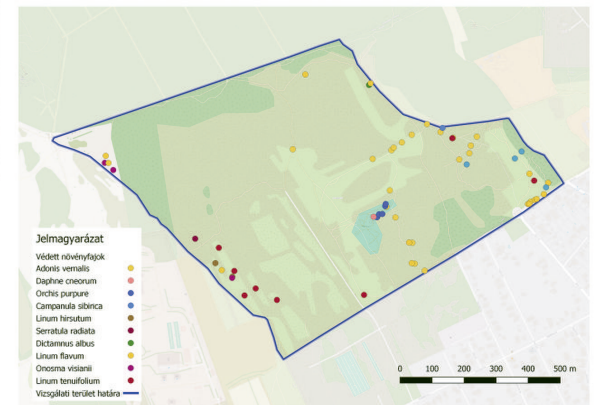 Jelmagyarázat
Védett növényfajok
Adonis vernalis
Daphne cneorum
Orchis purpure
Campanula sibinca
Linum hirsutum
Serratula radiata
Dictamnus albus
Linum flavum
Onosma visianii
Linum tenuifolium
Vizsgálati terület határa
0 100 200 300 400 500 m